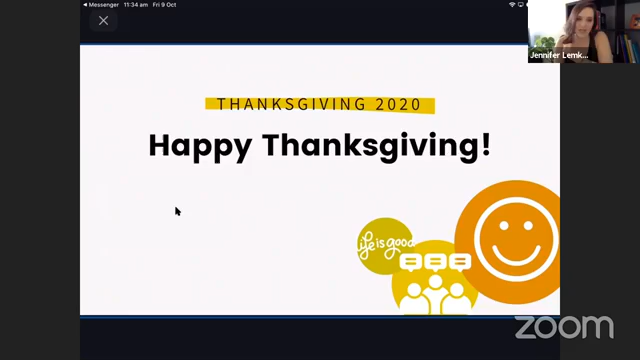 Messenger 11:34 am Fri 9 Oct
Jennifer Lemk...
THANKSGIVING 2020
Happy Thanksgiving!
life is good
zoom